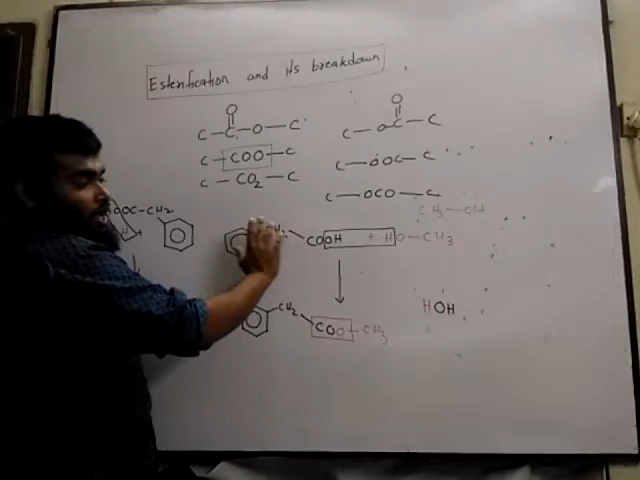 Esterification and its breakdown
O
C - C - O - C
C - COO - C
C - CO2 - C
O
C - O C - C
C - OOC - C
C - OCO - C
CH3 - OH
OOC - CH2
COOH + HO - CH3
CH2
COO - CH3
HOH